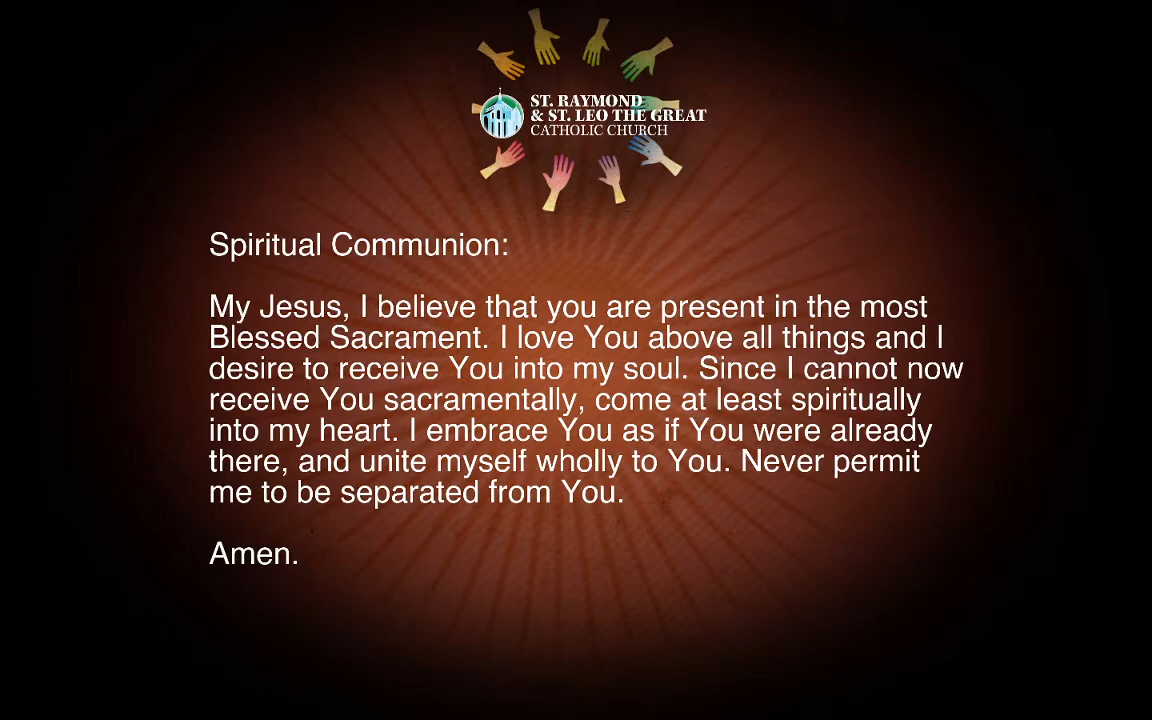 ST. RAYMOND
& ST. LEO THE GREAT
CATHOLIC CHURCH
Spiritual Communion:
My Jesus, I believe that you are present in the most
Blessed Sacrament. I love You above all things and I
desire to receive You into my soul. Since I cannot now
receive You sacramentally, come at least spiritually
into my heart. I embrace You as if You were already
there, and unite myself wholly to You. Never permit
me to be separated from You.
Amen.